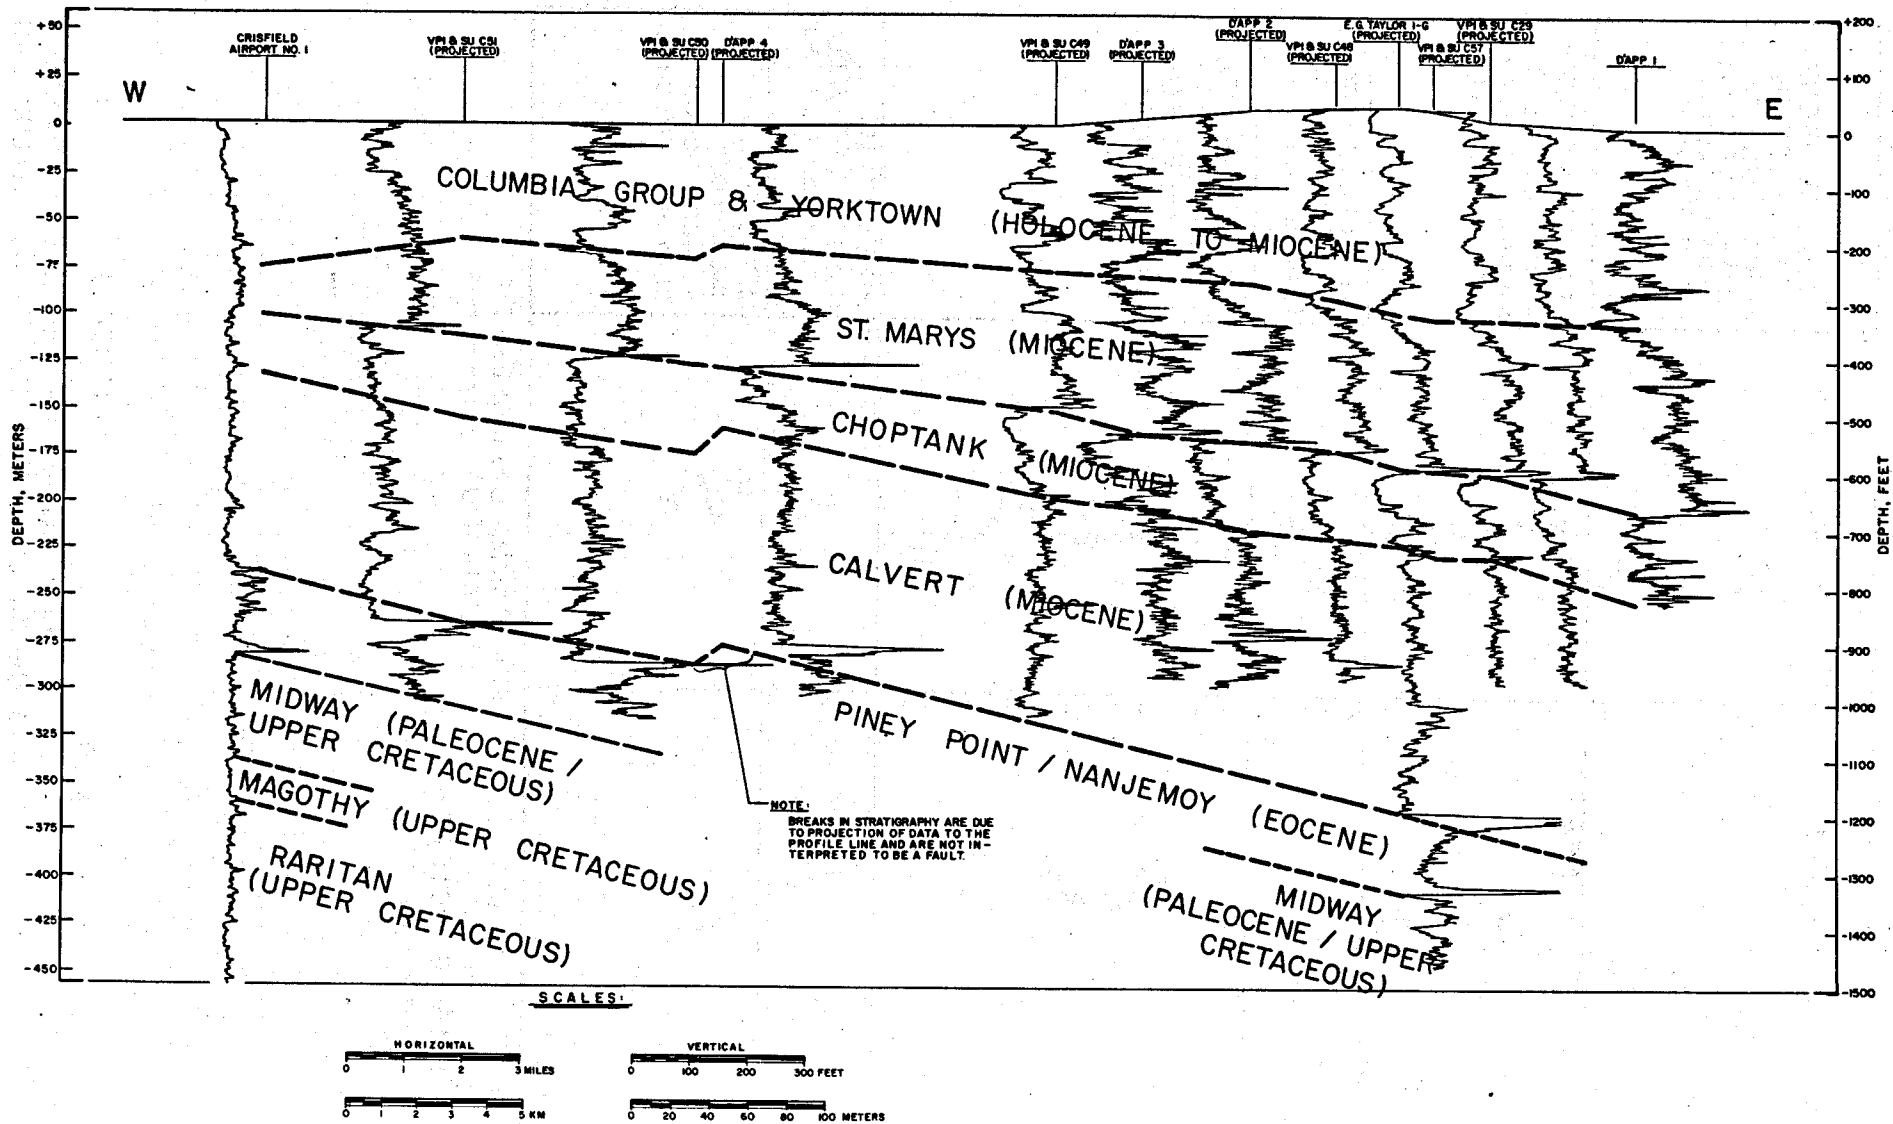 CRISFIELD
AIRPORT NO. 1
VPI & SU C51
(PROJECTED)
VPI & SU C50
(PROJECTED)
D'APP 4
(PROJECTED)
VPI & SU C49
(PROJECTED)
D'APP 3
(PROJECTED)
D'APP 2
(PROJECTED)
VPI & SU C48
(PROJECTED)
E.G. TAYLOR 1-G
(PROJECTED)
VPI & SU C57
(PROJECTED)
VPI & SU C29
(PROJECTED)
D'APP 1
W
E
+50
+25
0
-25
-50
-75
-100
-125
-150
-175
-200
-225
-250
-275
-300
-325
-350
-375
-400
-425
-450
DEPTH, METERS
+200
+100
0
-100
-200
-300
-400
-500
-600
-700
-800
-900
-1000
-1100
-1200
-1300
-1400
-1500
DEPTH, FEET
COLUMBIA GROUP & YORKTOWN (HOLOCENE TO MIOCENE)
ST. MARYS (MIOCENE)
CHOPTANK (MIOCENE)
CALVERT (MIOCENE)
PINEY POINT / NANJEMOY (EOCENE)
MIDWAY (PALEOCENE /
UPPER CRETACEOUS)
MAGOTHY (UPPER CRETACEOUS)
RARITAN
(UPPER CRETACEOUS)
MIDWAY
(PALEOCENE / UPPER
CRETACEOUS)
NOTE:
BREAKS IN STRATIGRAPHY ARE DUE
TO PROJECTION OF DATA TO THE
PROFILE LINE AND ARE NOT IN-
TERPRETED TO BE A FAULT.
SCALES:
HORIZONTAL
0 1 2 3 MILES
0 1 2 3 4 5 KM
VERTICAL
0 100 200 300 FEET
0 20 40 60 80 100 METERS